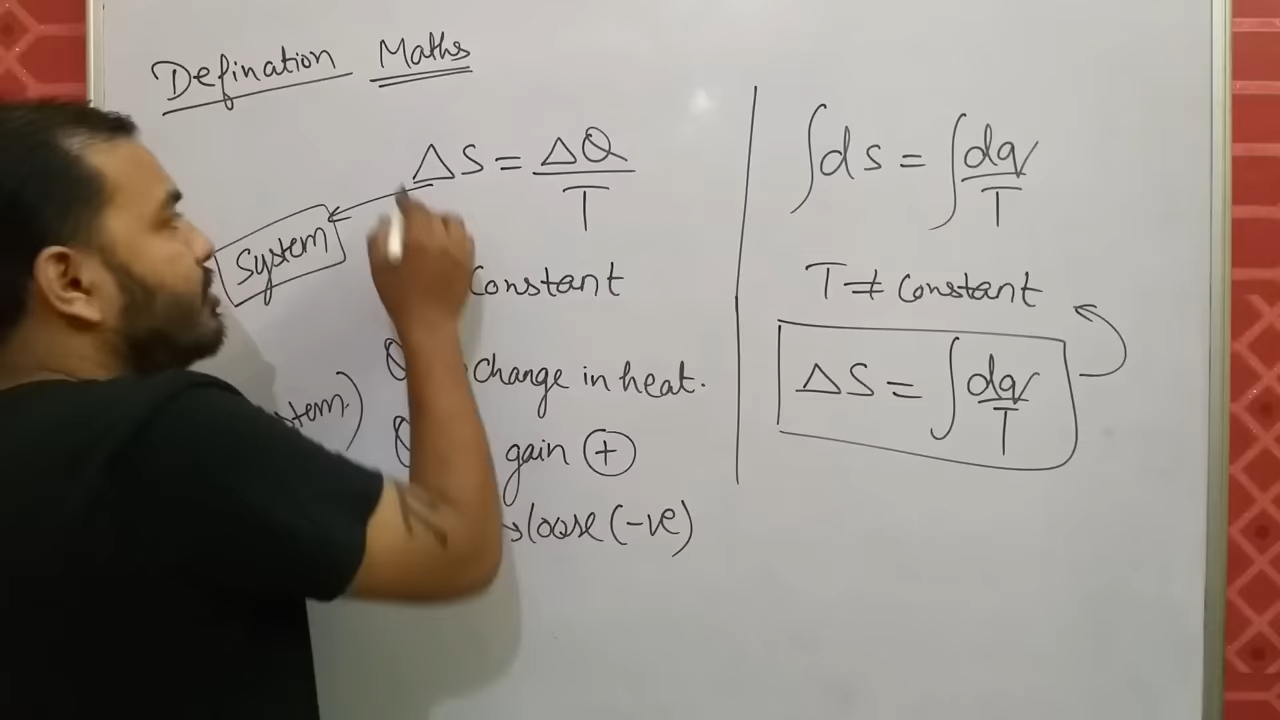 Defination Maths
ΔS = ΔQ/T
System
Constant
change in heat.
gain (+)
loose (-ve)
∫ds = ∫dq/T
T ≠ constant
ΔS = ∫dq/T